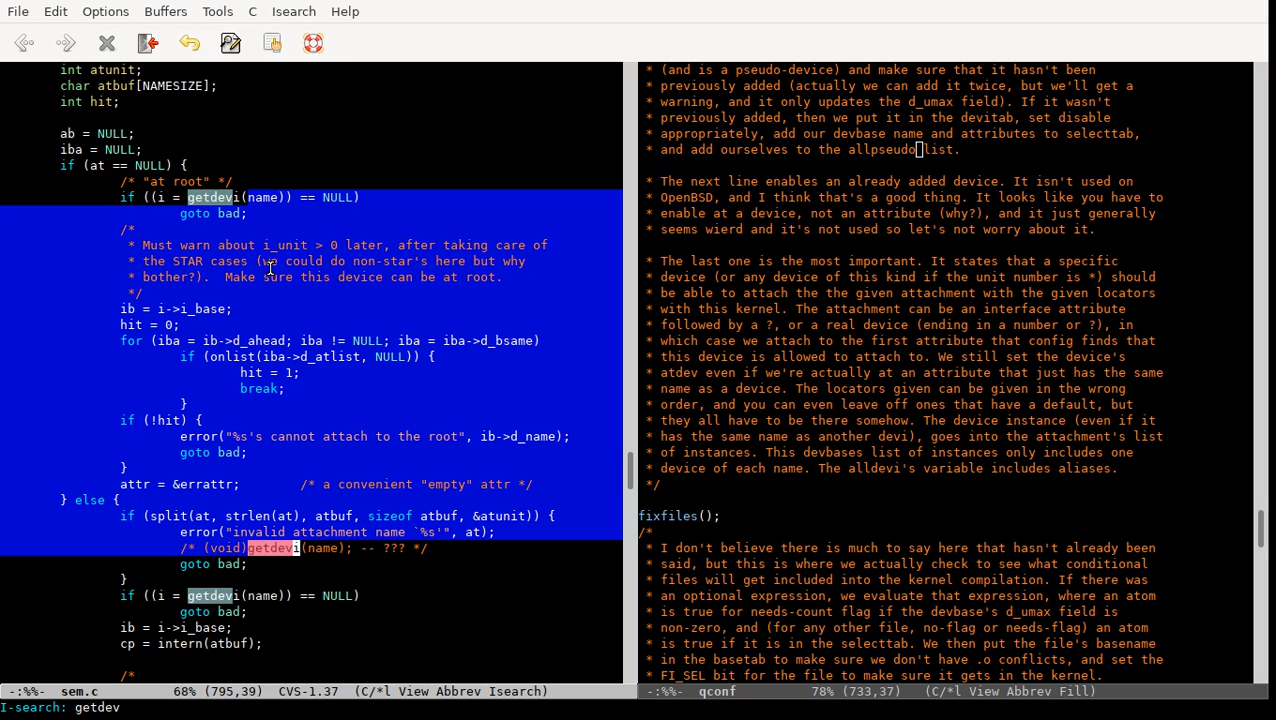 File Edit Options Buffers Tools C Isearch Help
int atunit;
char atbuf[NAMESIZE];
int hit;
ab = NULL;
iba = NULL;
if (at == NULL) {
/* "at root" */
if ((i = getdevi(name)) == NULL)
goto bad;
/*
* Must warn about i_unit > 0 later, after taking care of
* the STAR cases (we could do non-star's here but why
* bother?).  Make sure this device can be at root.
*/
ib = i->i_base;
hit = 0;
for (iba = ib->d_ahead; iba != NULL; iba = iba->d_bsame)
if (onlist(iba->d_atlist, NULL)) {
hit = 1;
break;
}
if (!hit) {
error("%s's cannot attach to the root", ib->d_name);
goto bad;
}
attr = &errattr;        /* a convenient "empty" attr */
} else {
if (split(at, strlen(at), atbuf, sizeof atbuf, &atunit)) {
error("invalid attachment name `%s'", at);
/* (void)getdevi(name); -- ??? */
goto bad;
}
if ((i = getdevi(name)) == NULL)
goto bad;
ib = i->i_base;
cp = intern(atbuf);
/*
-:%%-  sem.c          68% (795,39)   CVS-1.37  (C/*l View Abbrev Isearch)
I-search: getdev
* (and is a pseudo-device) and make sure that it hasn't been
* previously added (actually we can add it twice, but we'll get a
* warning, and it only updates the d_umax field). If it wasn't
* previously added, then we put it in the devitab, set disable
* appropriately, add our devbase name and attributes to selecttab,
* and add ourselves to the allpseudo list.
* The next line enables an already added device. It isn't used on
* OpenBSD, and I think that's a good thing. It looks like you have to
* enable at a device, not an attribute (why?), and it just generally
* seems wierd and it's not used so let's not worry about it.
* The last one is the most important. It states that a specific
* device (or any device of this kind if the unit number is *) should
* be able to attach the the given attachment with the given locators
* with this kernel. The attachment can be an interface attribute
* followed by a ?, or a real device (ending in a number or ?), in
* which case we attach to the first attribute that config finds that
* this device is allowed to attach to. We still set the device's
* atdev even if we're actually at an attribute that just has the same
* name as a device. The locators given can be given in the wrong
* order, and you can even leave off ones that have a default, but
* they all have to be there somehow. The device instance (even if it
* has the same name as another devi), goes into the attachment's list
* of instances. This devbases list of instances only includes one
* device of each name. The alldevi's variable includes aliases.
*/
fixfiles();
/*
* I don't believe there is much to say here that hasn't already been
* said, but this is where we actually check to see what conditional
* files will get included into the kernel compilation. If there was
* an optional expression, we evaluate that expression, where an atom
* is true for needs-count flag if the devbase's d_umax field is
* non-zero, and (for any other file, no-flag or needs-flag) an atom
* is true if it is in the selecttab. We then put the file's basename
* in the basetab to make sure we don't have .o conflicts, and set the
* FI_SEL bit for the file to make sure it gets in the kernel.
-:%%-  qconf          78% (733,37)   (C/*l View Abbrev Fill)